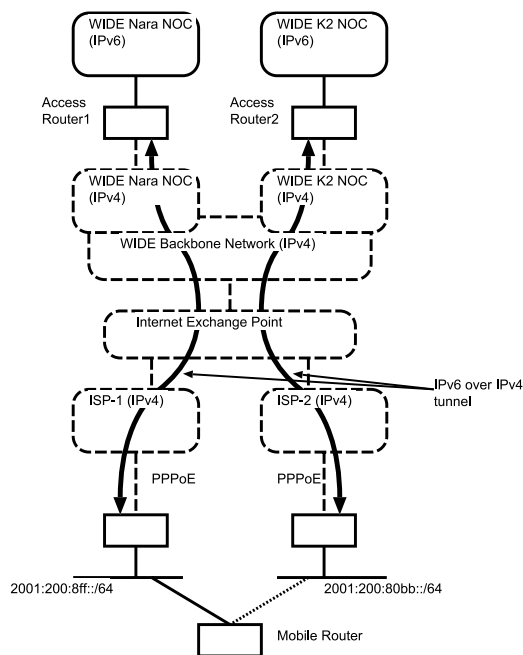 WIDE Nara NOC
(IPv6)
WIDE K2 NOC
(IPv6)
Access
Router1
Access
Router2
WIDE Nara NOC
(IPv4)
WIDE K2 NOC
(IPv4)
WIDE Backbone Network (IPv4)
Internet Exchange Point
ISP-1 (IPv4)
ISP-2 (IPv4)
IPv6 over IPv4
tunnel
PPPoE
PPPoE
2001:200:8ff::/64
2001:200:80bb::/64
Mobile Router